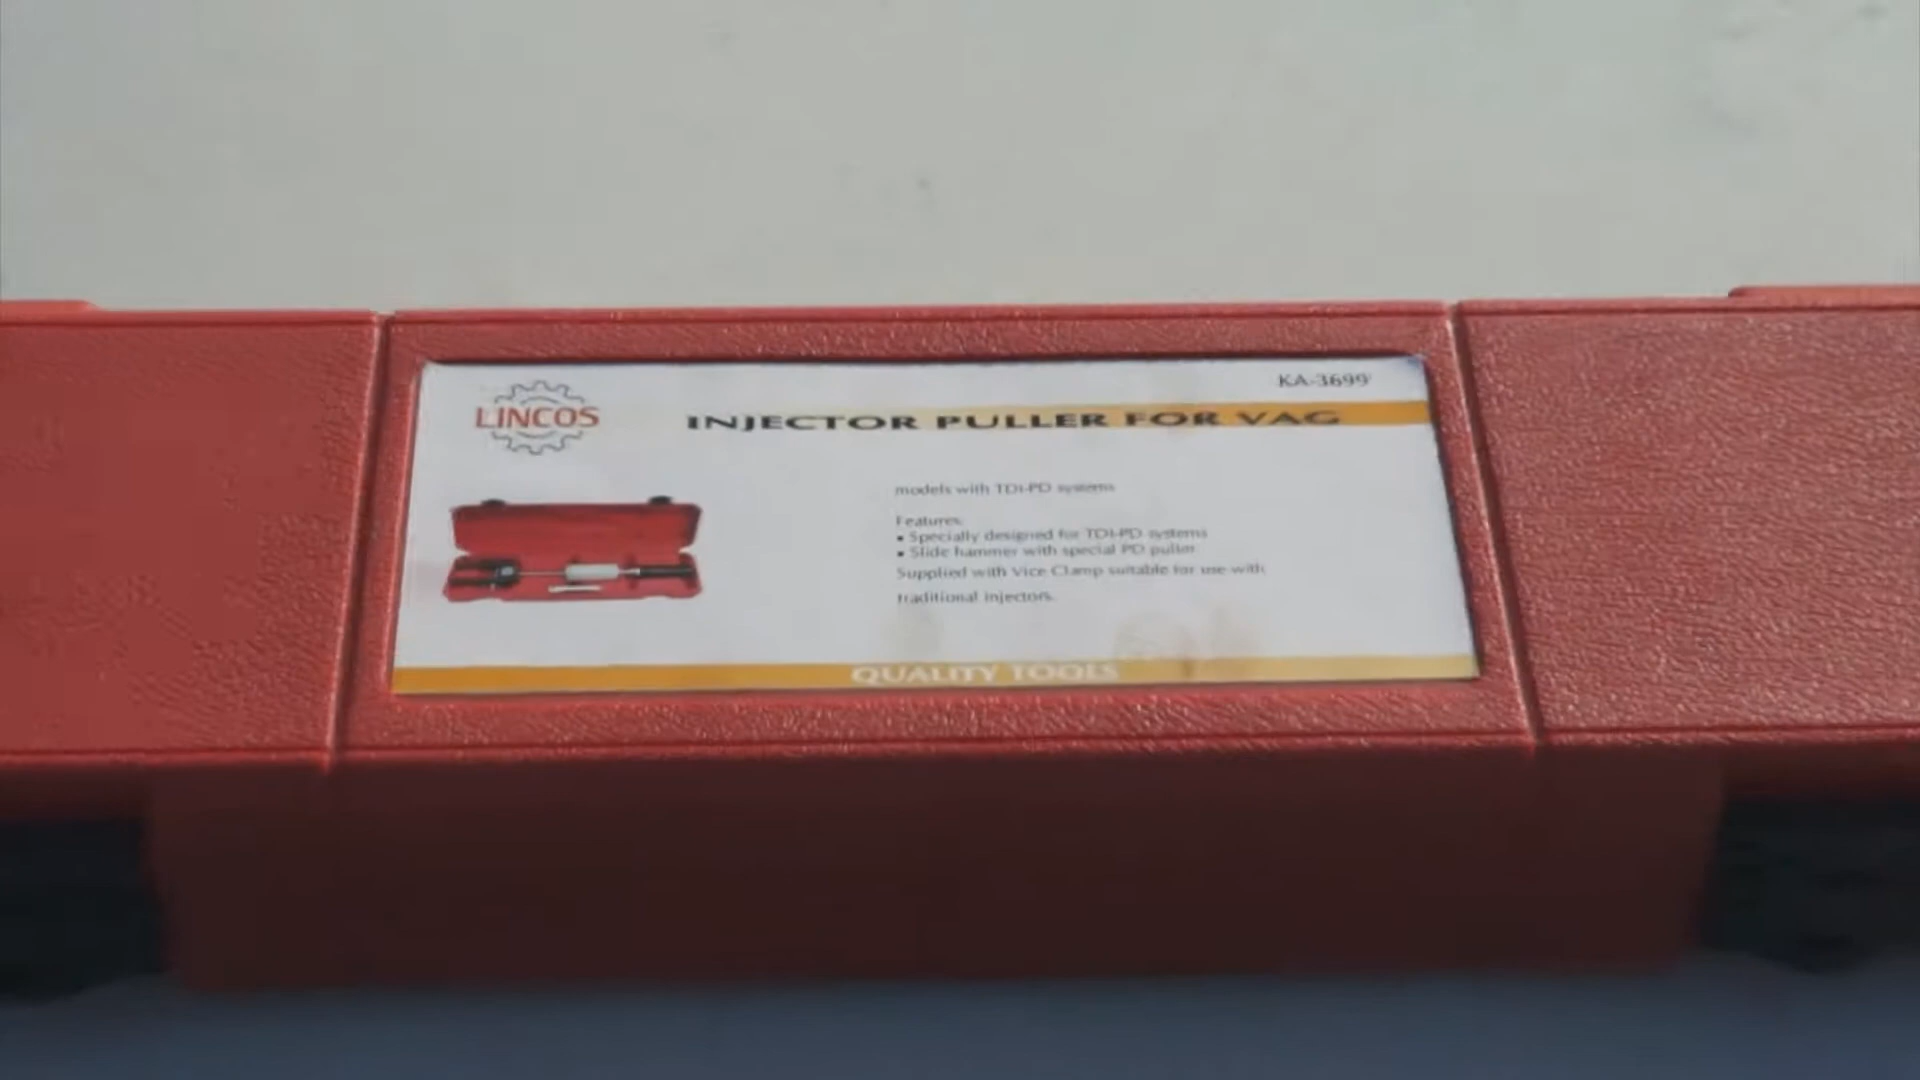 KA-3699
LINCOS
INJECTOR PULLER FOR VAG
models with TDI-PD systems
Features:
• Specially designed for TDI-PD systems
• Slide hammer with special PD puller
Supplied with Vice Clamp suitable for use with
traditional injectors.
QUALITY TOOLS